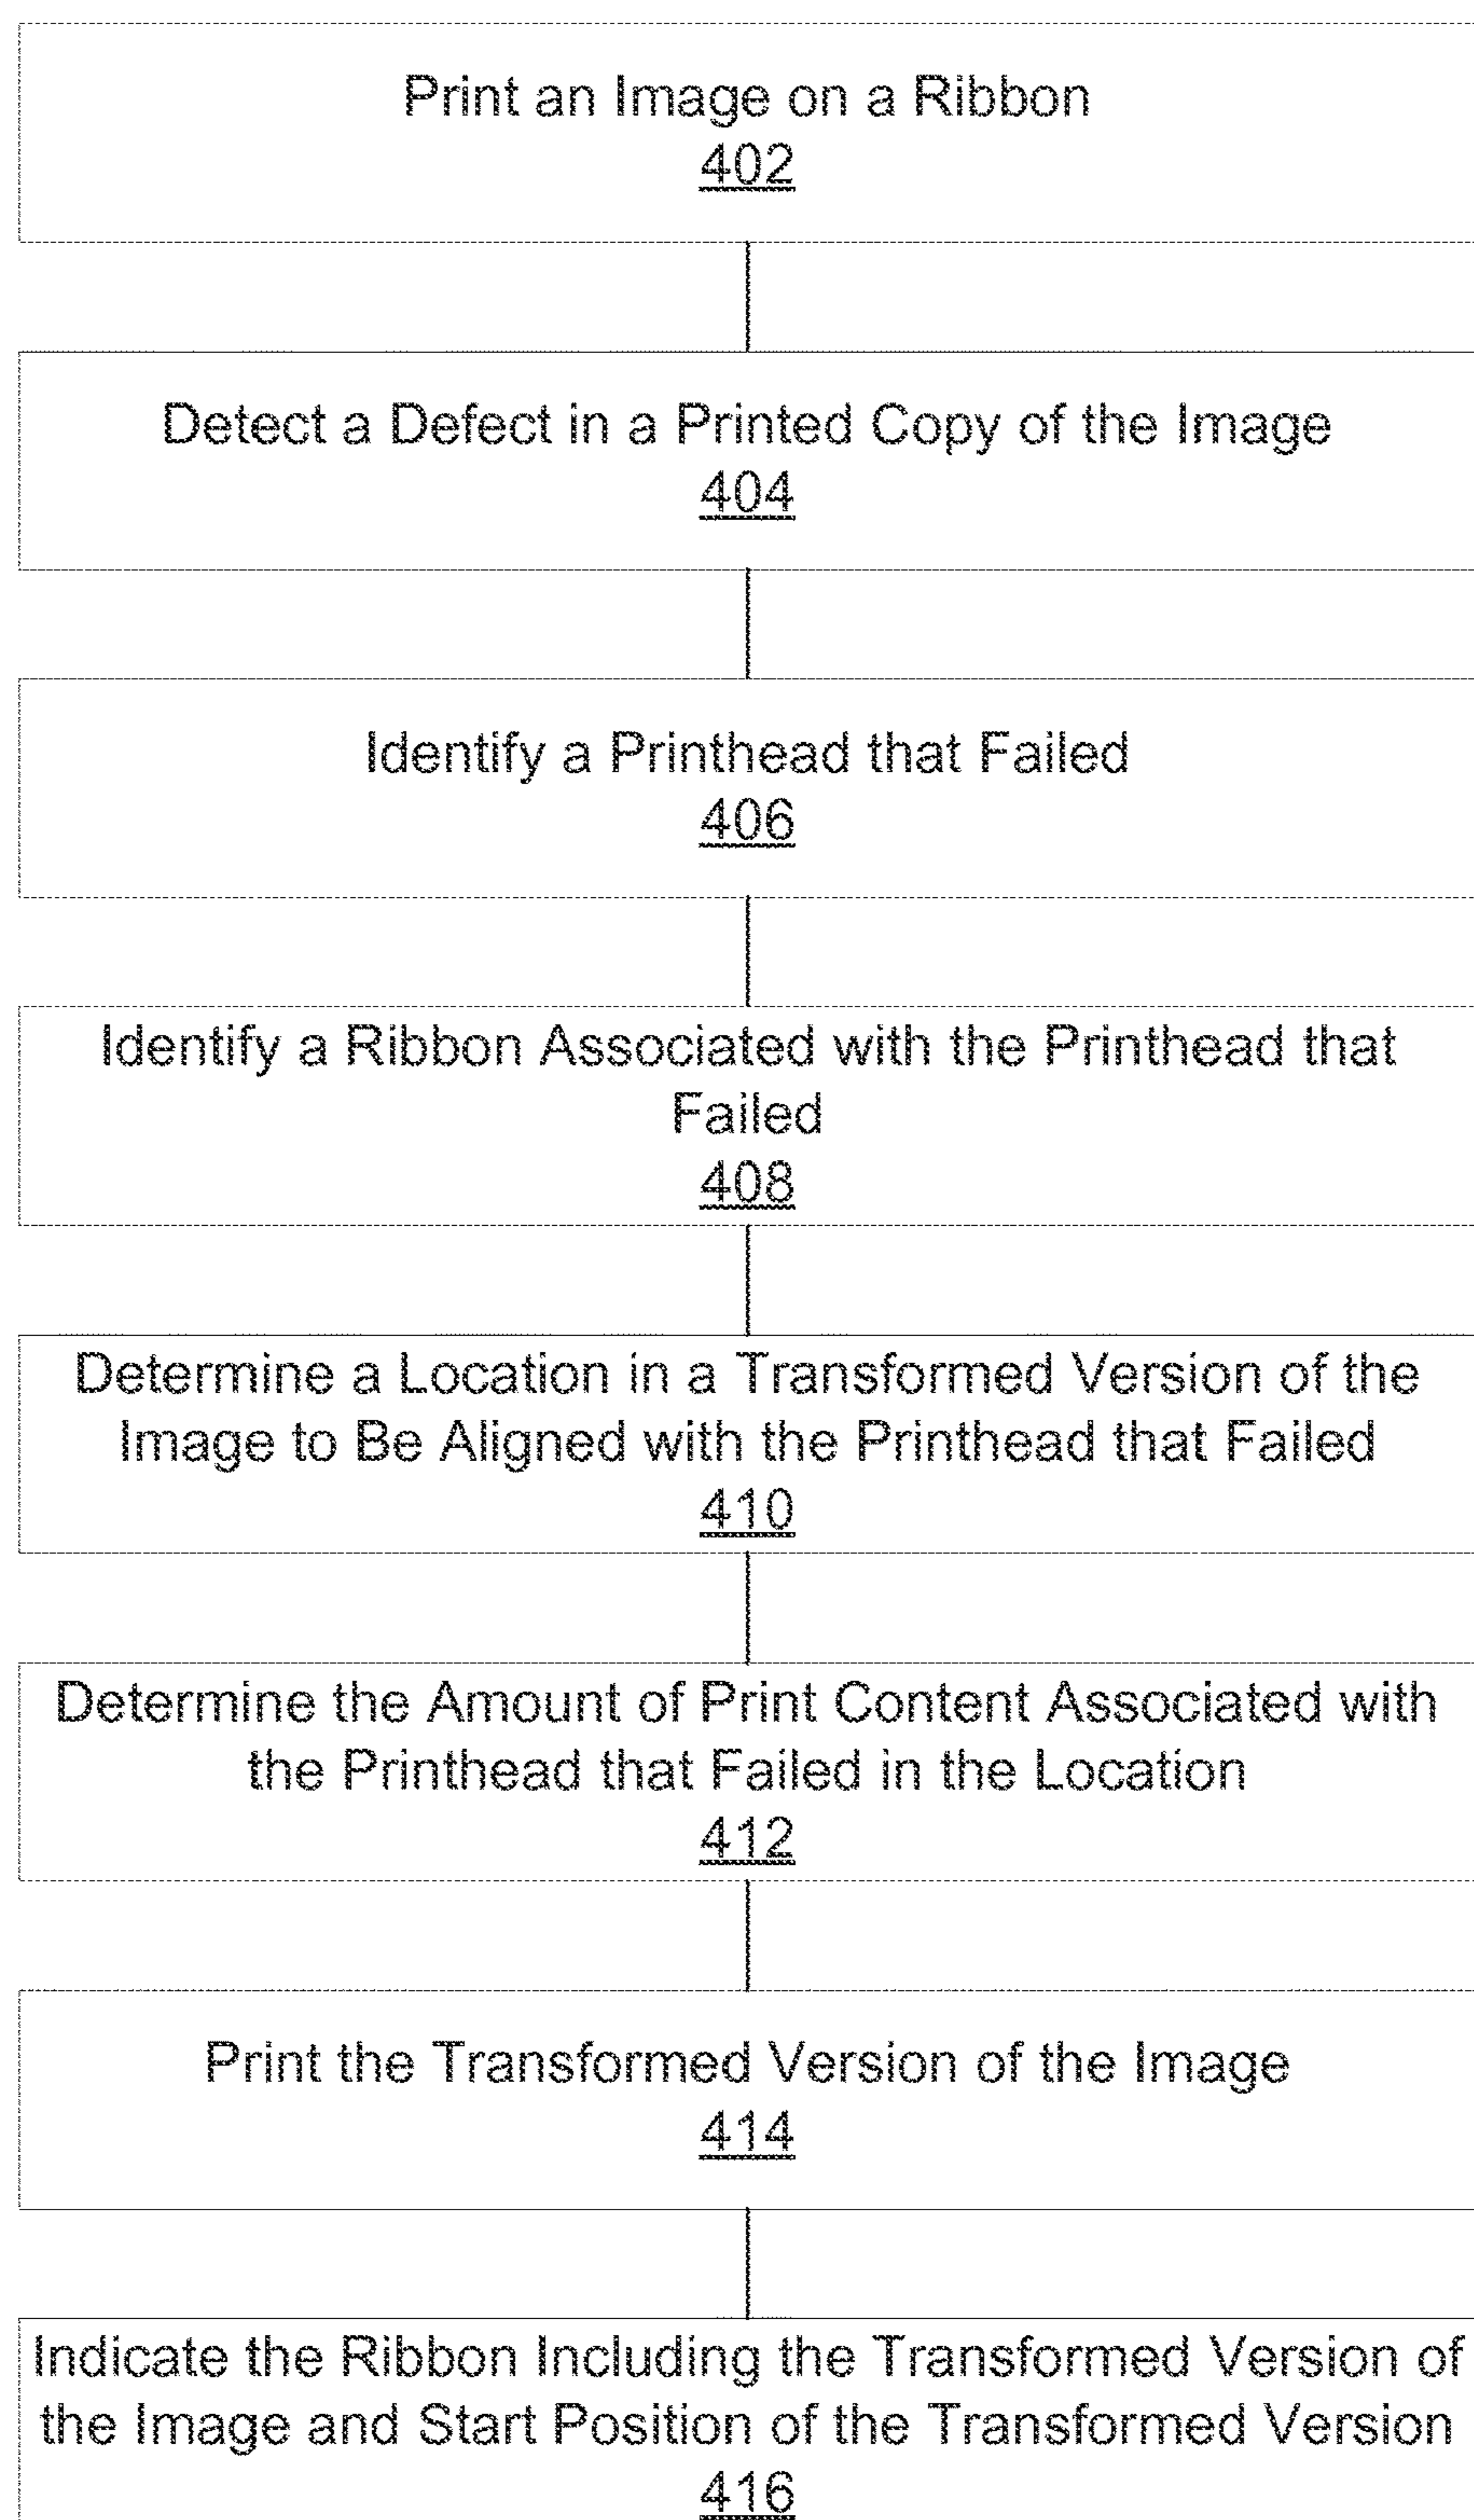 Print an Image on a Ribbon
402
Detect a Defect in a Printed Copy of the Image
404
Identify a Printhead that Failed
406
Identify a Ribbon Associated with the Printhead that
Failed
408
Determine a Location in a Transformed Version of the
Image to Be Aligned with the Printhead that Failed
410
Determine the Amount of Print Content Associated with
the Printhead that Failed in the Location
412
Print the Transformed Version of the Image
414
Indicate the Ribbon Including the Transformed Version of
the Image and Start Position of the Transformed Version
416